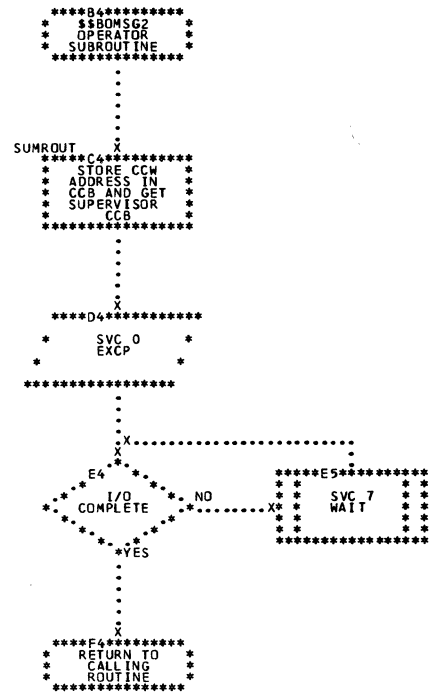 B4
$$BOMSG2
OPERATOR
SUBROUTINE
SUMROUT
C4
STORE CCW
ADDRESS IN
CCB AND GET
SUPERVISOR
CCB
D4
SVC 0
EXCP
E4
I/O
COMPLETE
NO
E5
SVC 7
WAIT
YES
F4
RETURN TO
CALLING
ROUTINE